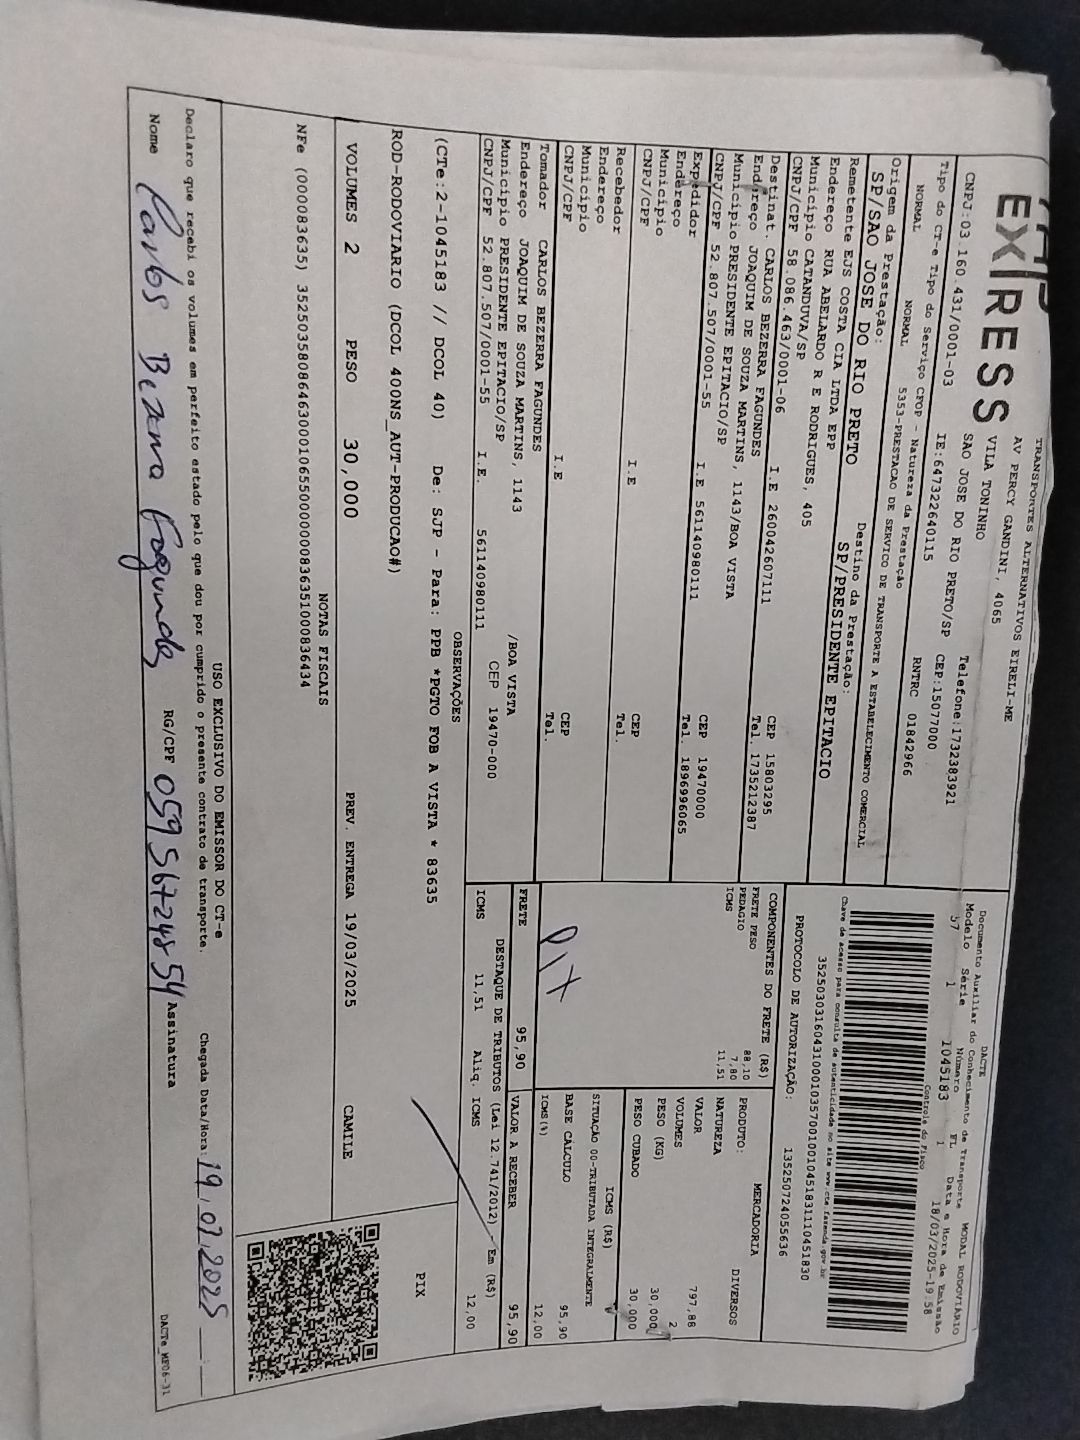 EXPRESS
TRANSPORTES ALTERNATIVOS EIRELI-ME
AV PERCY GANDINI, 4065
VILA TONINHO
SAO JOSE DO RIO PRETO/SP
CEP:15077000
Telefone:1732383921
CNPJ:03.160.431/0001-03 IE:647322640115 RNTRC 01842966
Tipo do CT-e Tipo do Serviço CFOP - Natureza da Prestação
NORMAL NORMAL 5353-PRESTACAO DE SERVICO DE TRANSPORTE A ESTABELECIMENTO COMERCIAL
Origem da Prestação: Destino da Prestação:
SP/SAO JOSE DO RIO PRETO SP/PRESIDENTE EPITACIO
Remetente EJS COSTA CIA LTDA EPP
Endereço RUA ABELARDO R E RODRIGUES, 405
Município CATANDUVA/SP CEP 15803295
CNPJ/CPF 58.086.463/0001-06 I.E 260042607111 Tel. 1735212387
Destinat. CARLOS BEZERRA FAGUNDES
Endereço JOAQUIM DE SOUZA MARTINS, 1143/BOA VISTA
Município PRESIDENTE EPITACIO/SP CEP 19470000
CNPJ/CPF 52.807.507/0001-55 I.E 561140980111 Tel. 1896996065
Expedidor
Endereço
Município CEP
CNPJ/CPF I.E Tel.
Recebedor
Endereço
Município CEP
CNPJ/CPF I.E Tel.
Tomador CARLOS BEZERRA FAGUNDES
Endereço JOAQUIM DE SOUZA MARTINS, 1143 /BOA VISTA
Município PRESIDENTE EPITACIO/SP CEP 19470-000
CNPJ/CPF 52.807.507/0001-55 I.E. 561140980111
DACTE MODAL RODOVIÁRIO
Documento Auxiliar do Conhecimento de Transporte
Modelo Série Número FL Data e Hora de Emissão
57 1 1045183 1 18/03/2025-19:58
Controle do Fisco
Chave de acesso para consulta de autenticidade no site www.cte.fazenda.gov.br
35250303160431000103570010010451831110451830
PROTOCOLO DE AUTORIZAÇÃO: 135250724055636
COMPONENTES DO FRETE (R$)
FRETE PESO 88,10
PEDAGIO 7,80
ICMS 11,51
PIX
FRETE 95,90
PRODUTO: MERCADORIA
NATUREZA DIVERSOS
VALOR 797,88
VOLUMES 2
PESO (KG) 30,000
PESO CUBADO 30,000
ICMS (R$)
SITUAÇÃO 00-TRIBUTADA INTEGRALMENTE
BASE CÁLCULO 95,90
ICMS(%) 12,00
VALOR A RECEBER 95,90
DESTAQUE DE TRIBUTOS (Lei 12.741/2012) - Em (R$)
ICMS 11,51 Aliq. ICMS 12,00
OBSERVAÇÕES
(CTe:2-1045183 // DCOL 40) De: SJP - Para: PPB *PGTO FOB A VISTA * 83635
ROD-RODOVIARIO (DCOL 400NS_AUT-PRODUCAO#)
PIX
VOLUMES 2 PESO 30,000 PREV. ENTREGA 19/03/2025 CAMILE
NOTAS FISCAIS
NFe (000083635) 35250358086463000106550000000836351000836434
USO EXCLUSIVO DO EMISSOR DO CT-e
Declaro que recebi os volumes em perfeito estado pelo que dou por cumprido o presente contrato de transporte. Chegada Data/Hora: 19.03.2025
Nome Carlos Bezerra Fagundes RG/CPF 059 567248 54 Assinatura
DACTe_MF06-31